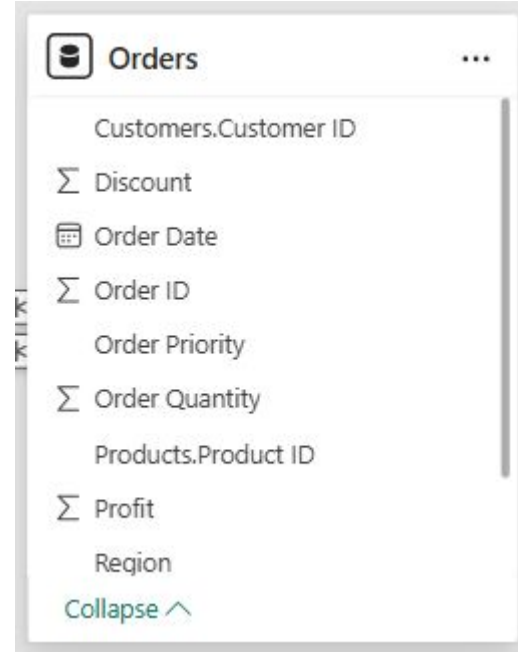 Orders
Customers.Customer ID
Discount
Order Date
Order ID
Order Priority
Order Quantity
Products.Product ID
Profit
Region
Collapse